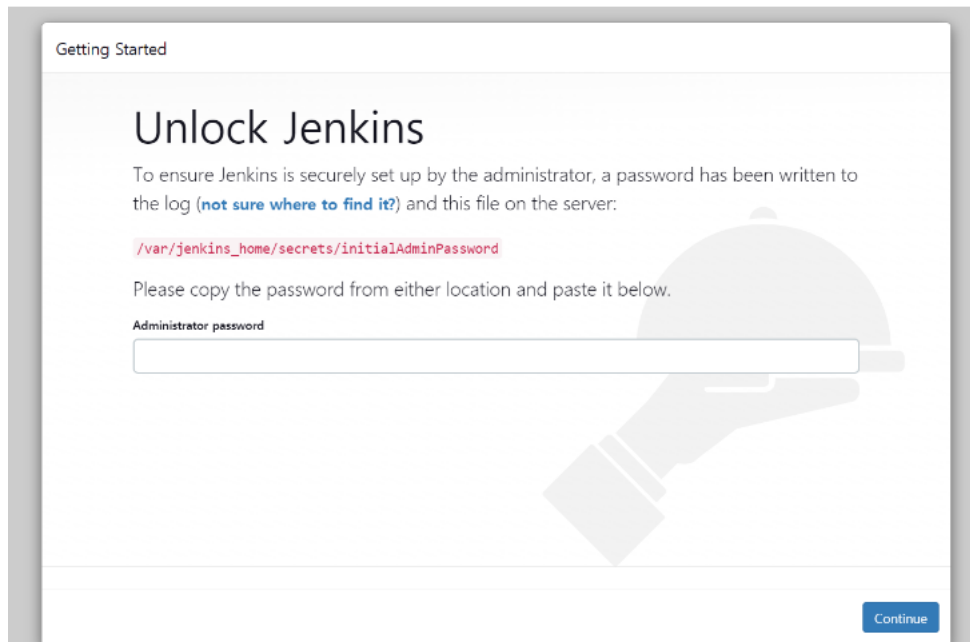 Getting Started
Unlock Jenkins
To ensure Jenkins is securely set up by the administrator, a password has been written to
the log (not sure where to find it?) and this file on the server:
/var/jenkins_home/secrets/initialAdminPassword
Please copy the password from either location and paste it below.
Administrator password
Continue